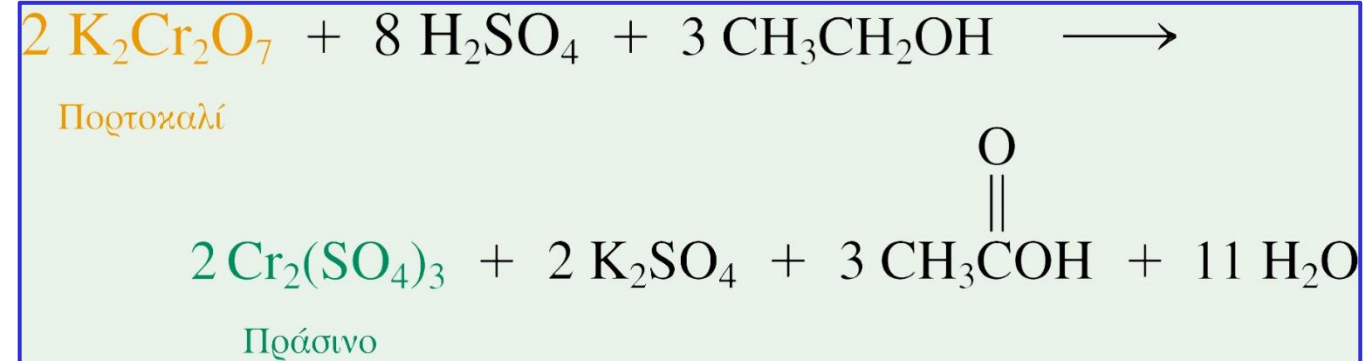 2 K₂Cr₂O₇ + 8 H₂SO₄ + 3 CH₃CH₂OH ⟶
Πορτοκαλί
O
||
2 Cr₂(SO₄)₃ + 2 K₂SO₄ + 3 CH₃COH + 11 H₂O
Πράσινο